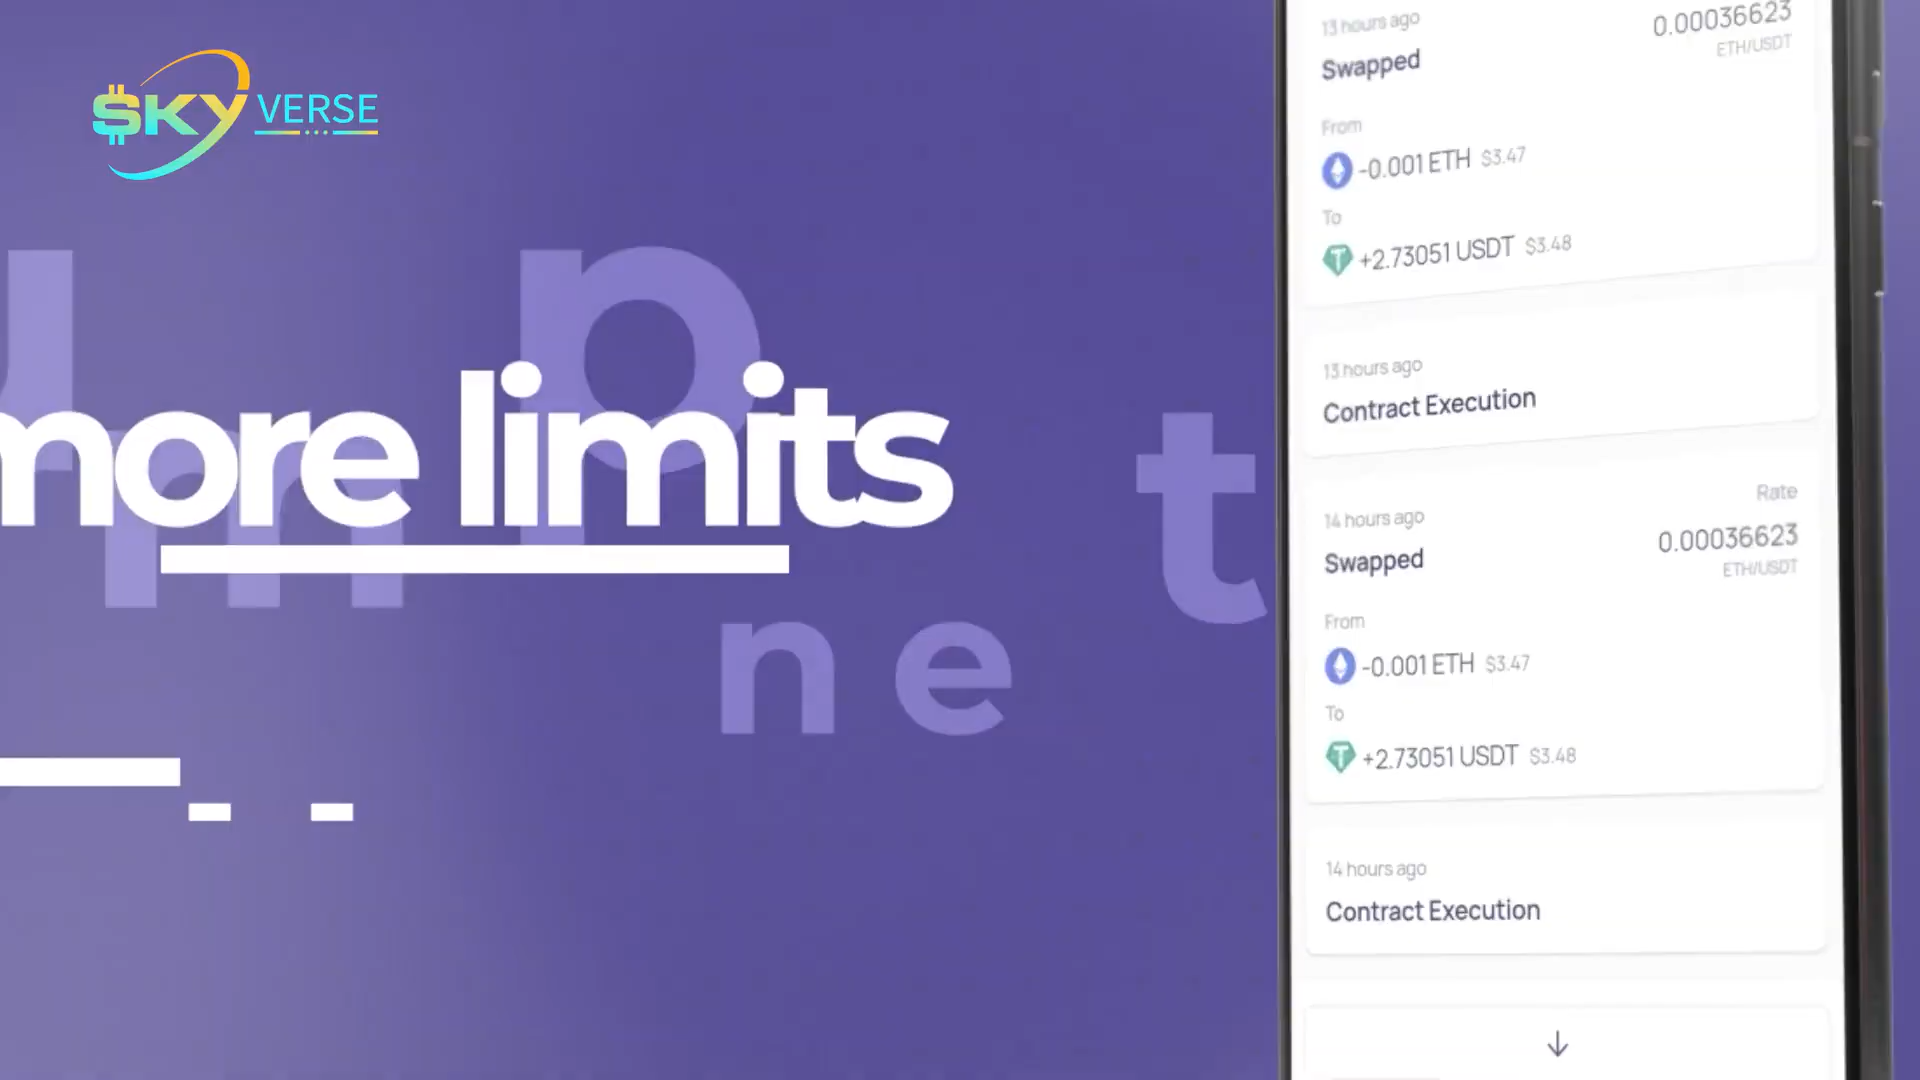 $KY VERSE
more limits
p
m
t
n e
13 hours ago
0.00036623
Swapped
ETH/USDT
From
-0.001 ETH $3.47
To
+2.73051 USDT $3.48
13 hours ago
Contract Execution
Rate
14 hours ago
0.00036623
Swapped
ETH/USDT
From
-0.001 ETH $3.47
To
+2.73051 USDT $3.48
14 hours ago
Contract Execution